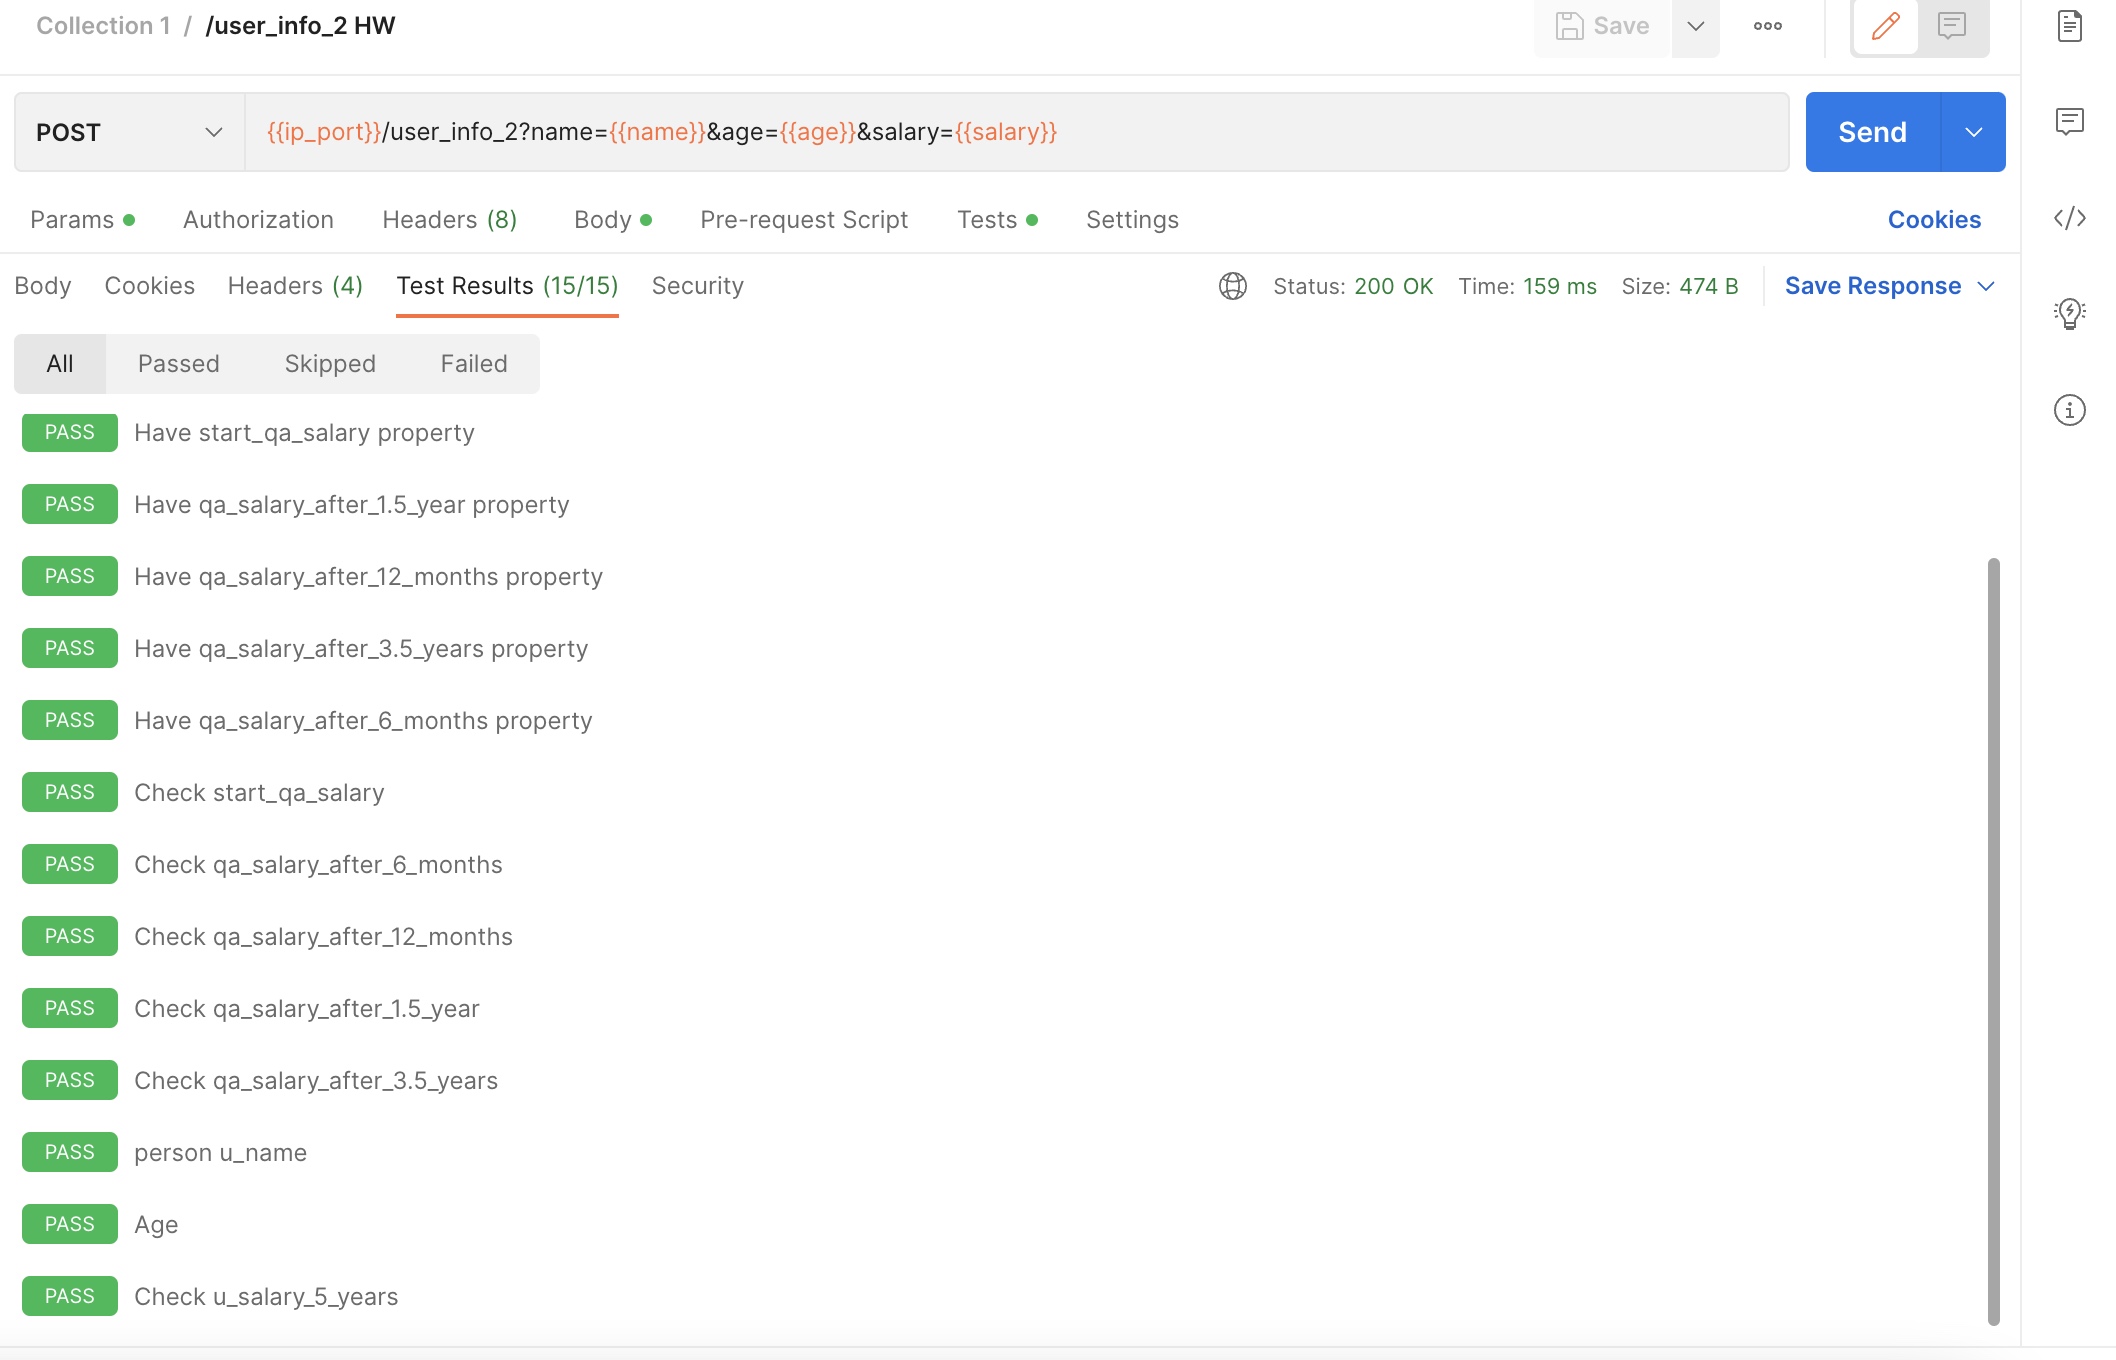 Collection 1 / /user_info_2 HW
Save
POST
{{ip_port}}/user_info_2?name={{name}}&age={{age}}&salary={{salary}}
Send
Params
Authorization
Headers (8)
Body
Pre-request Script
Tests
Settings
Cookies
Body
Cookies
Headers (4)
Test Results (15/15)
Security
Status: 200 OK
Time: 159 ms
Size: 474 B
Save Response
All
Passed
Skipped
Failed
PASS Have start_qa_salary property
PASS Have qa_salary_after_1.5_year property
PASS Have qa_salary_after_12_months property
PASS Have qa_salary_after_3.5_years property
PASS Have qa_salary_after_6_months property
PASS Check start_qa_salary
PASS Check qa_salary_after_6_months
PASS Check qa_salary_after_12_months
PASS Check qa_salary_after_1.5_year
PASS Check qa_salary_after_3.5_years
PASS person u_name
PASS Age
PASS Check u_salary_5_years